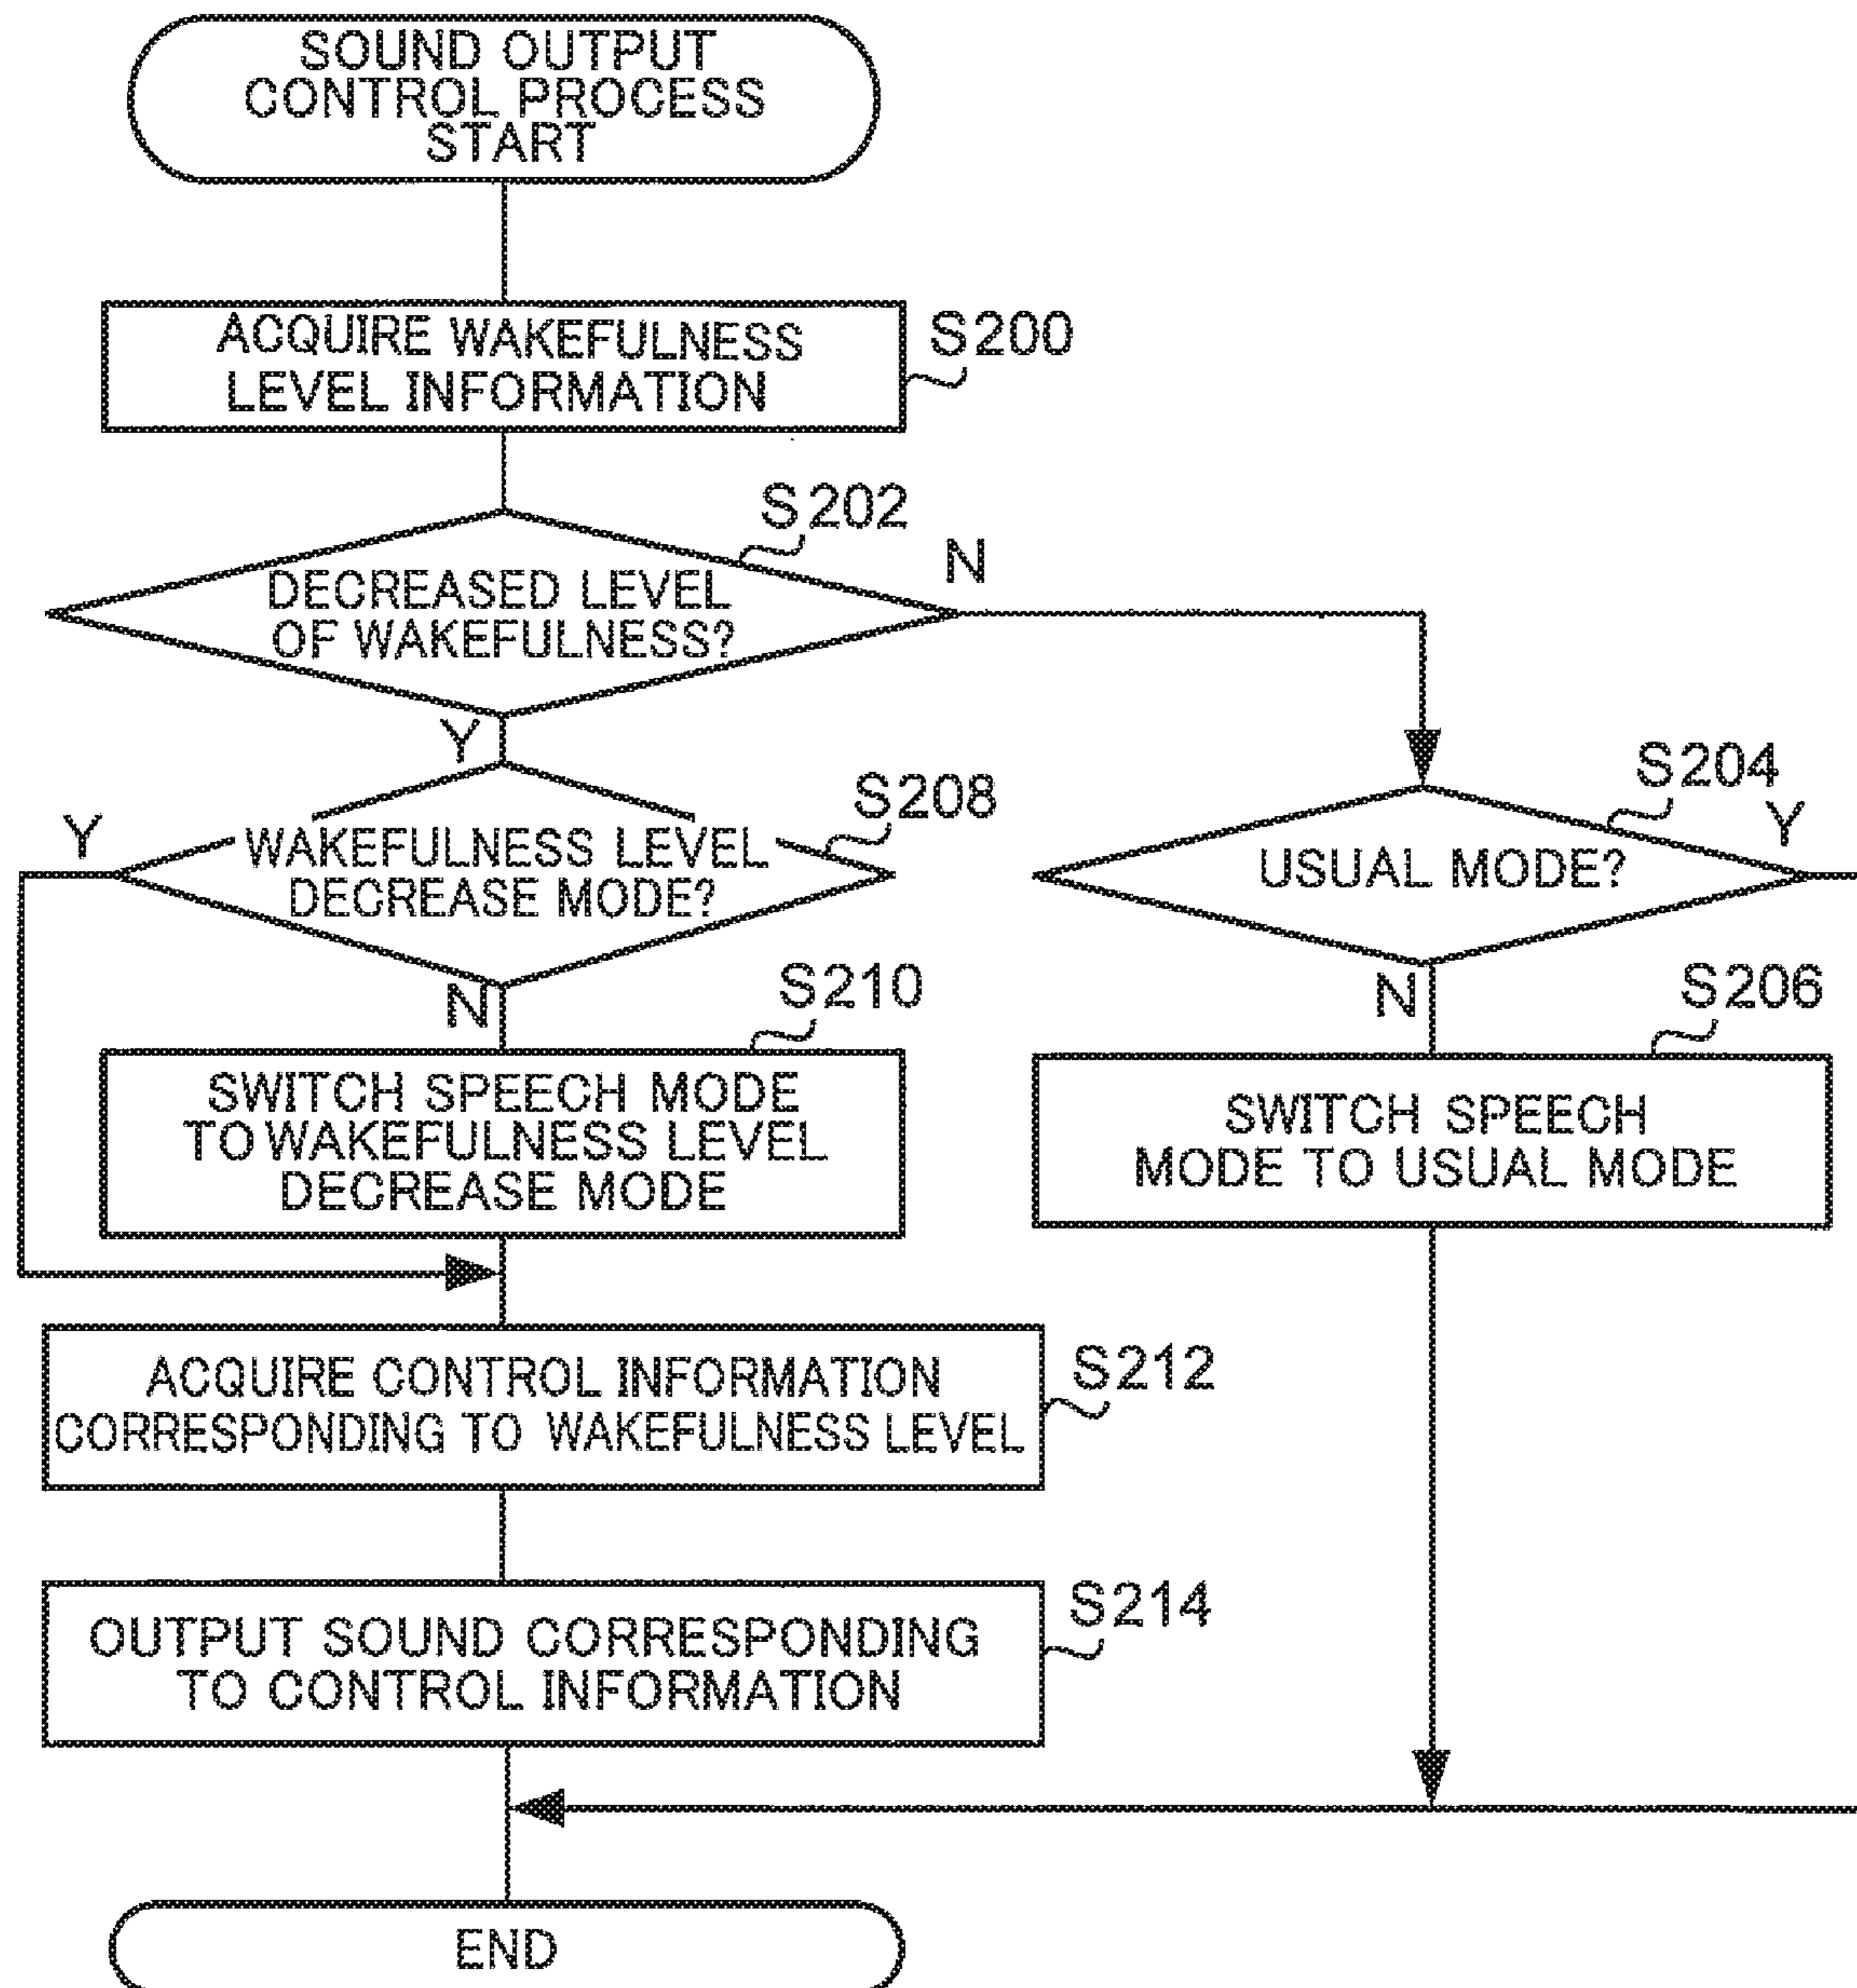 SOUND OUTPUT
CONTROL PROCESS
START
ACQUIRE WAKEFULNESS
LEVEL INFORMATION
S200
S202
DECREASED LEVEL
OF WAKEFULNESS?
N
Y
S208
WAKEFULNESS LEVEL
DECREASE MODE?
Y
N
S204
USUAL MODE?
Y
N
S210
SWITCH SPEECH MODE
TO WAKEFULNESS LEVEL
DECREASE MODE
S206
SWITCH SPEECH
MODE TO USUAL MODE
ACQUIRE CONTROL INFORMATION
CORRESPONDING TO WAKEFULNESS LEVEL
S212
OUTPUT SOUND CORRESPONDING
TO CONTROL INFORMATION
S214
END